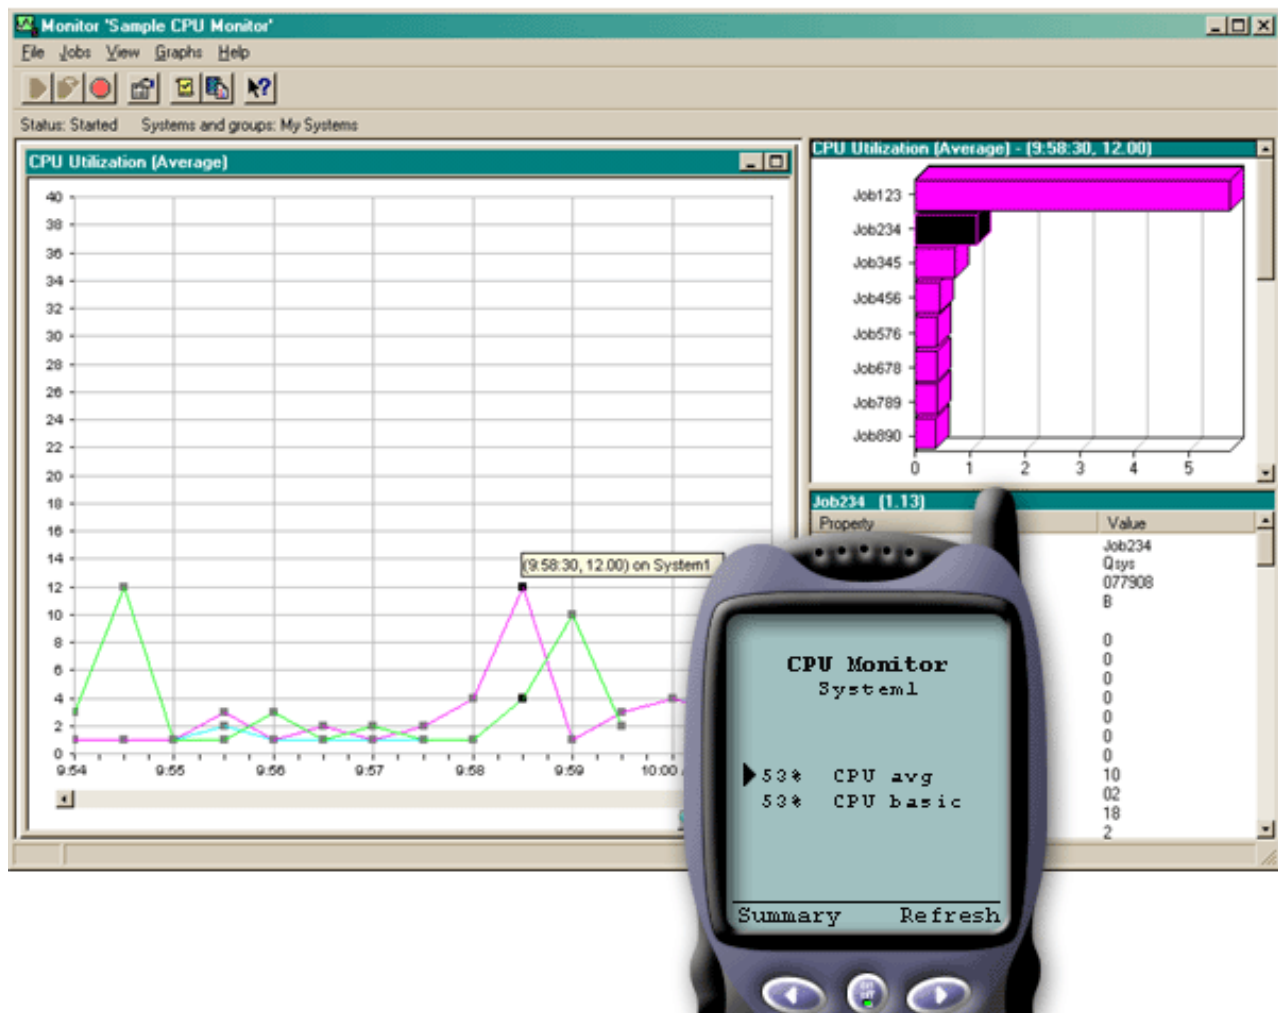 Monitor 'Sample CPU Monitor'
File Jobs View Graphs Help
Status: Started Systems and groups: My Systems
CPU Utilization (Average)
40
38
36
34
32
30
28
26
24
22
20
18
16
14
12
10
8
6
4
2
0
9:54 9:55 9:56 9:57 9:58 9:59 10:00
(9:58:30, 12.00) on System1
CPU Utilization (Average) - (9:58:30, 12.00)
Job123
Job234
Job345
Job456
Job576
Job678
Job789
Job890
0 1 2 3 4 5
Job234 (1.13)
Property Value
Job234
Qsys
077908
B
0
0
0
0
0
0
0
10
02
18
2
CPU Monitor
System1
53% CPU avg
53% CPU basic
Summary Refresh